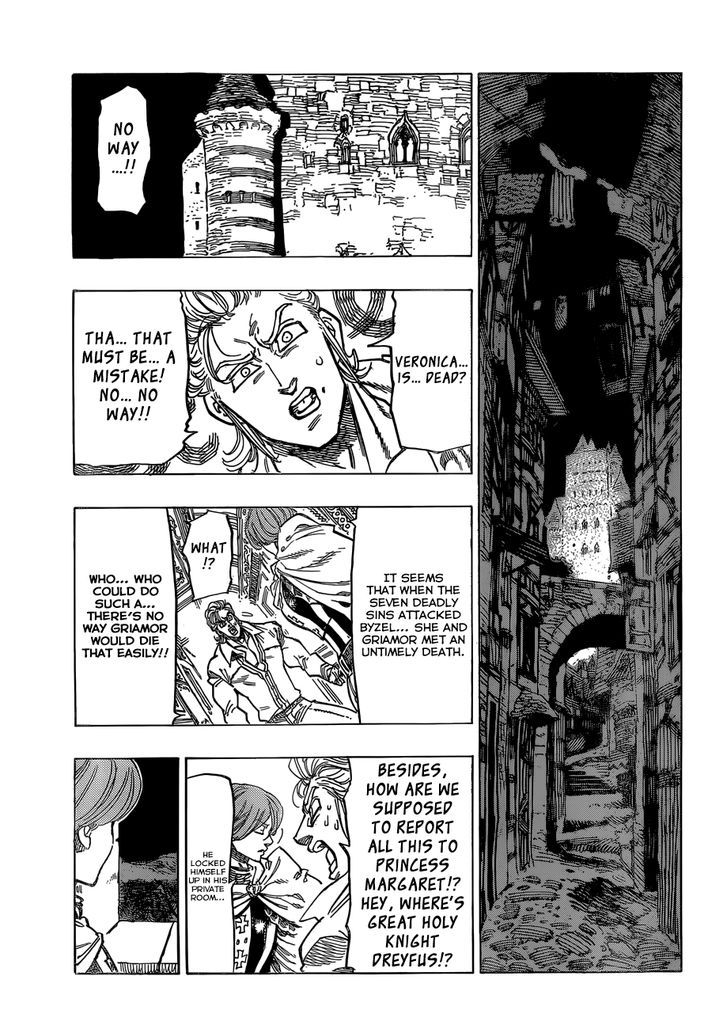 NO
WAY
....!!
VERONICA...
IS... DEAD?
THA... THAT
MUST BE... A
MISTAKE!
NO... NO
WAY!!
IT SEEMS
THAT WHEN THE
SEVEN DEADLY
SINS ATTACKED
BYZEL... SHE AND
GRIAMOR MET AN
UNTIMELY DEATH.
WHAT
!?
WHO... WHO
COULD DO
SUCH A...
THERE'S NO
WAY GRIAMOR
WOULD DIE
THAT EASILY!!
BESIDES,
HOW ARE WE
SUPPOSED
TO REPORT
ALL THIS TO
PRINCESS
MARGARET!?
HEY, WHERE'S
GREAT HOLY
KNIGHT
DREYFUS!?
HE
LOCKED
HIMSELF
UP IN HIS
PRIVATE
ROOM...